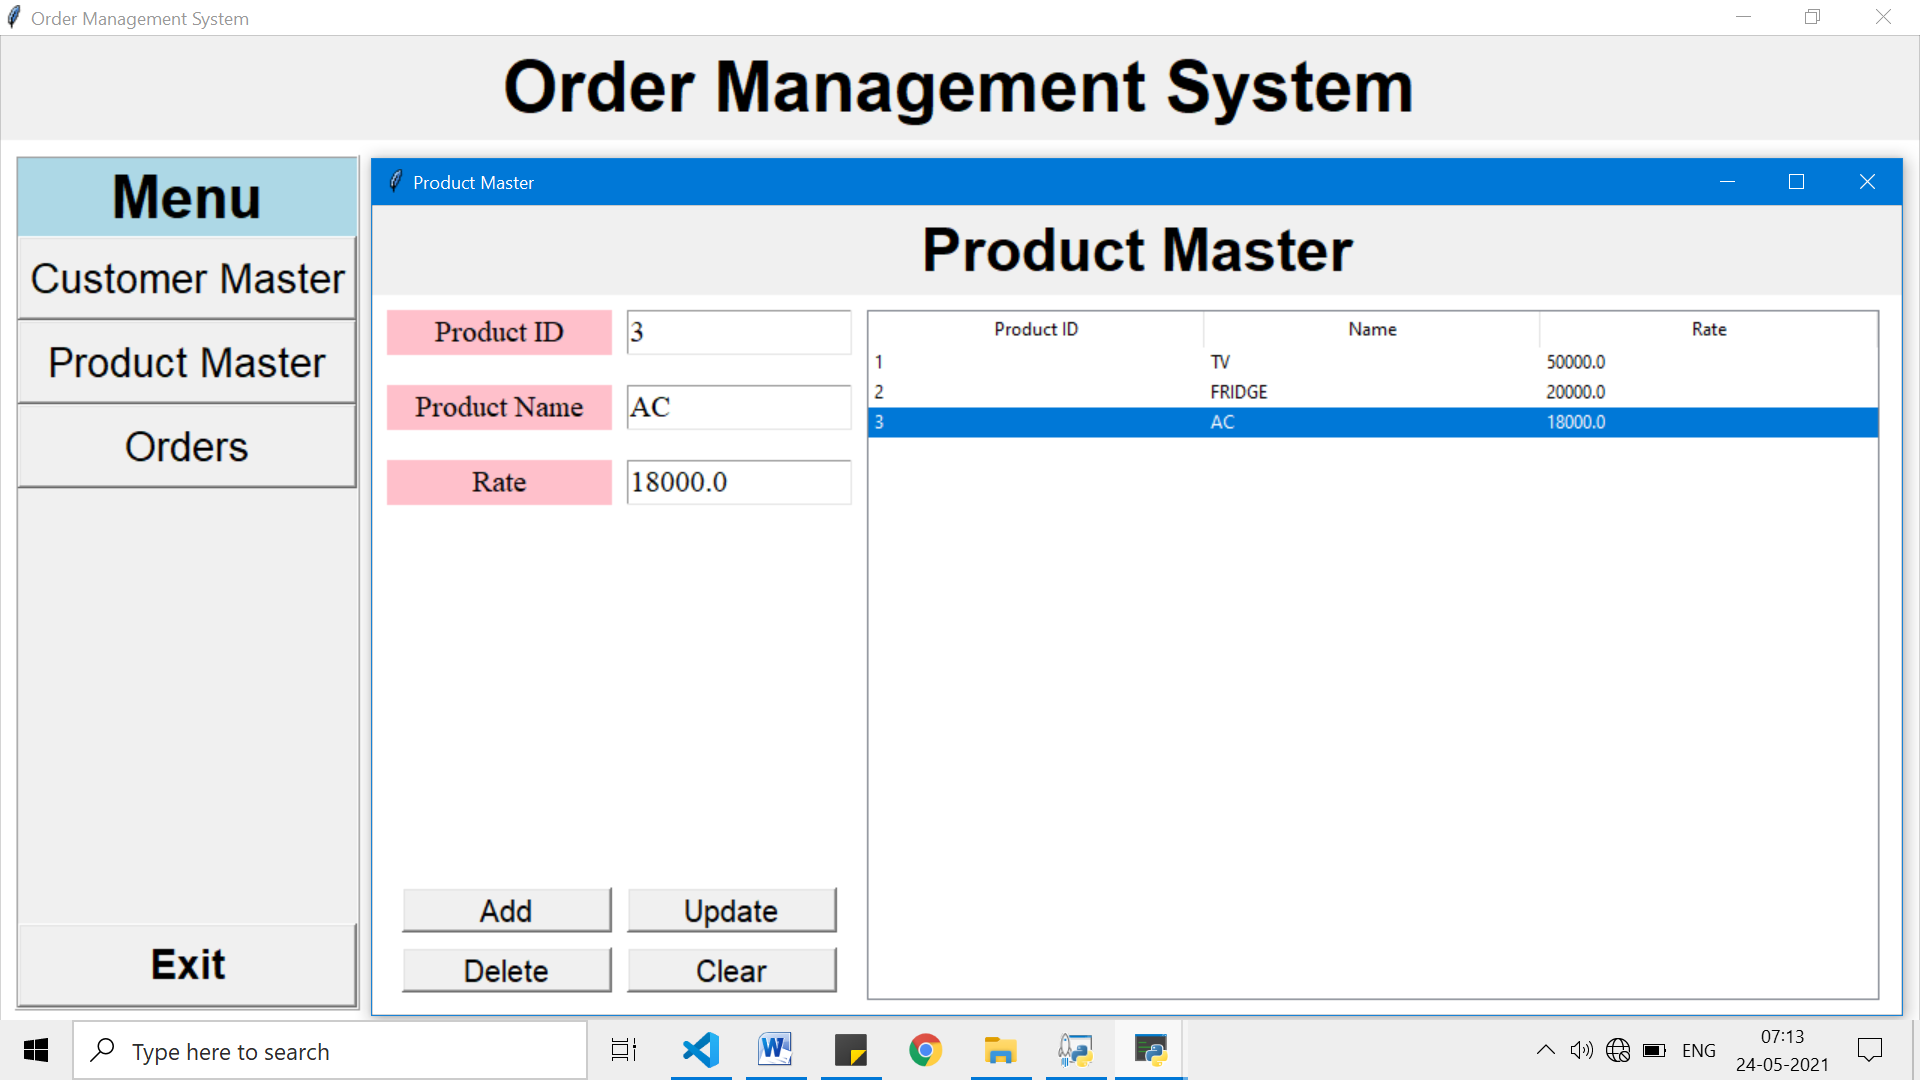 Order Management System
Order Management System
Menu
Customer Master
Product Master
Orders
Exit
Product Master
Product Master
Product ID 3
Product Name AC
Rate 18000.0
Add Update
Delete Clear
Product ID Name Rate
1 TV 50000.0
2 FRIDGE 20000.0
3 AC 18000.0
Type here to search
ENG
07:13
24-05-2021